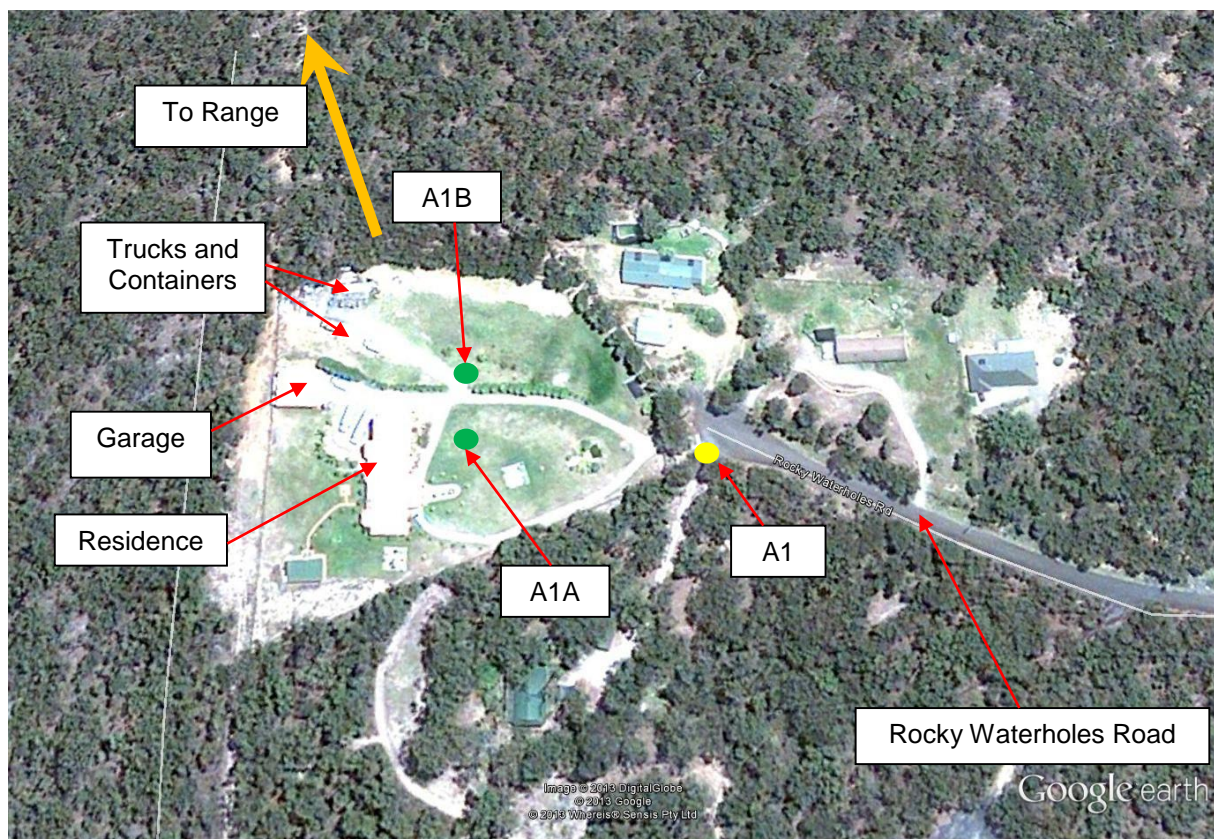 To Range
A1B
Trucks and
Containers
Garage
Residence
A1A
A1
Rocky Waterholes Rd
Rocky Waterholes Road
Image © 2013 DigitalGlobe
© 2013 Google
© 2013 Whereis® Sensis Pty Ltd
Google earth